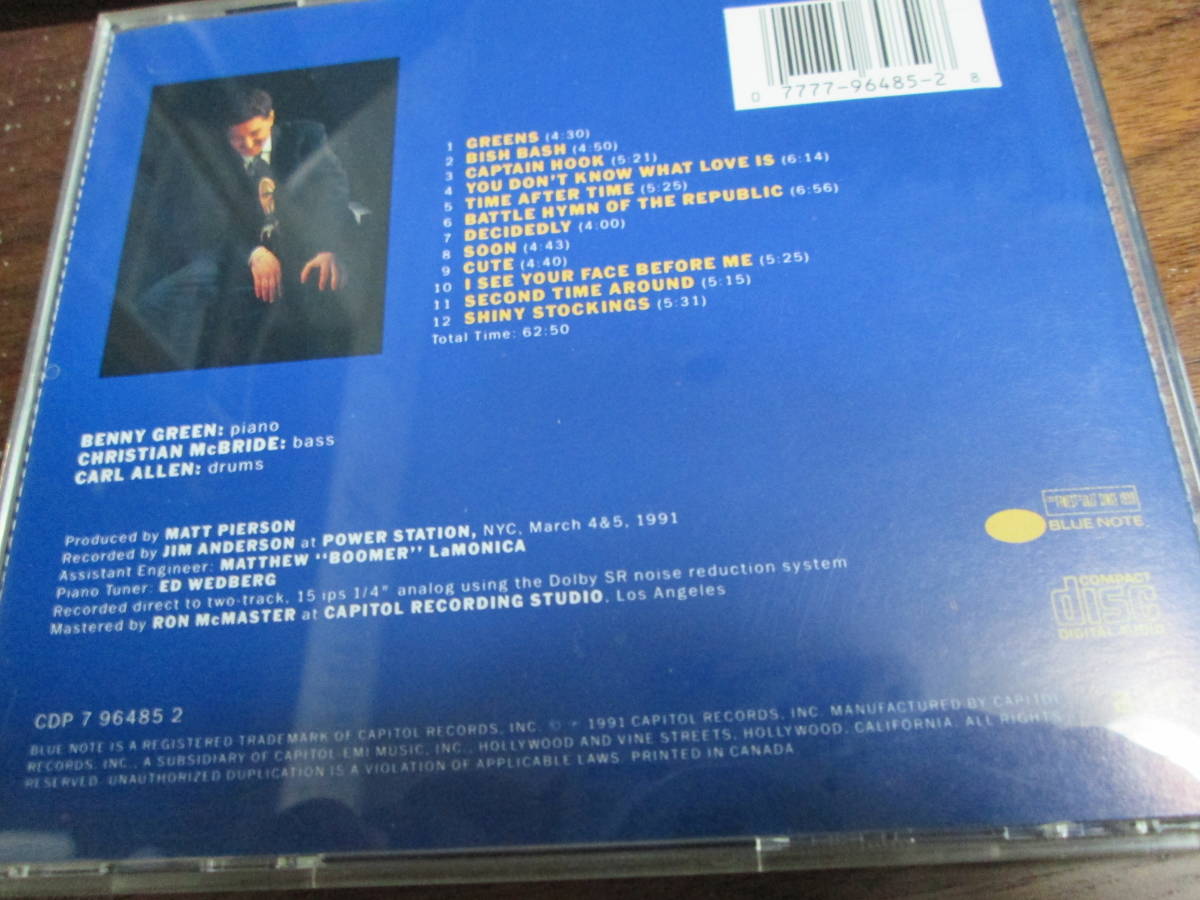 0 7777-96485-2 8
1 GREENS (4:30)
2 BISH BASH (4:50)
3 CAPTAIN HOOK (5:21)
4 YOU DON'T KNOW WHAT LOVE IS (6:14)
5 TIME AFTER TIME (5:25)
6 BATTLE HYMN OF THE REPUBLIC (6:56)
7 DECIDEDLY (4:00)
8 SOON (4:43)
9 CUTE (4:40)
10 I SEE YOUR FACE BEFORE ME (5:25)
11 SECOND TIME AROUND (5:15)
12 SHINY STOCKINGS (5:31)
Total Time: 62:50
BENNY GREEN: piano
CHRISTIAN McBRIDE: bass
CARL ALLEN: drums
Produced by MATT PIERSON
Recorded by JIM ANDERSON at POWER STATION, NYC, March 4&5, 1991
Assistant Engineer: MATTHEW "BOOMER" LaMONICA
Piano Tuner: ED WEDBERG
Recorded direct to two-track, 15 ips 1/4" analog using the Dolby SR noise reduction system
Mastered by RON McMASTER at CAPITOL RECORDING STUDIO, Los Angeles
BLUE NOTE
COMPACT
disc
DIGITAL AUDIO
CDP 7 96485 2
BLUE NOTE IS A REGISTERED TRADEMARK OF CAPITOL RECORDS, INC. © ℗ 1991 CAPITOL RECORDS, INC. MANUFACTURED BY CAPITOL
RECORDS, INC., A SUBSIDIARY OF CAPITOL-EMI MUSIC, INC., HOLLYWOOD AND VINE STREETS, HOLLYWOOD, CALIFORNIA. ALL RIGHTS
RESERVED. UNAUTHORIZED DUPLICATION IS A VIOLATION OF APPLICABLE LAWS. PRINTED IN CANADA